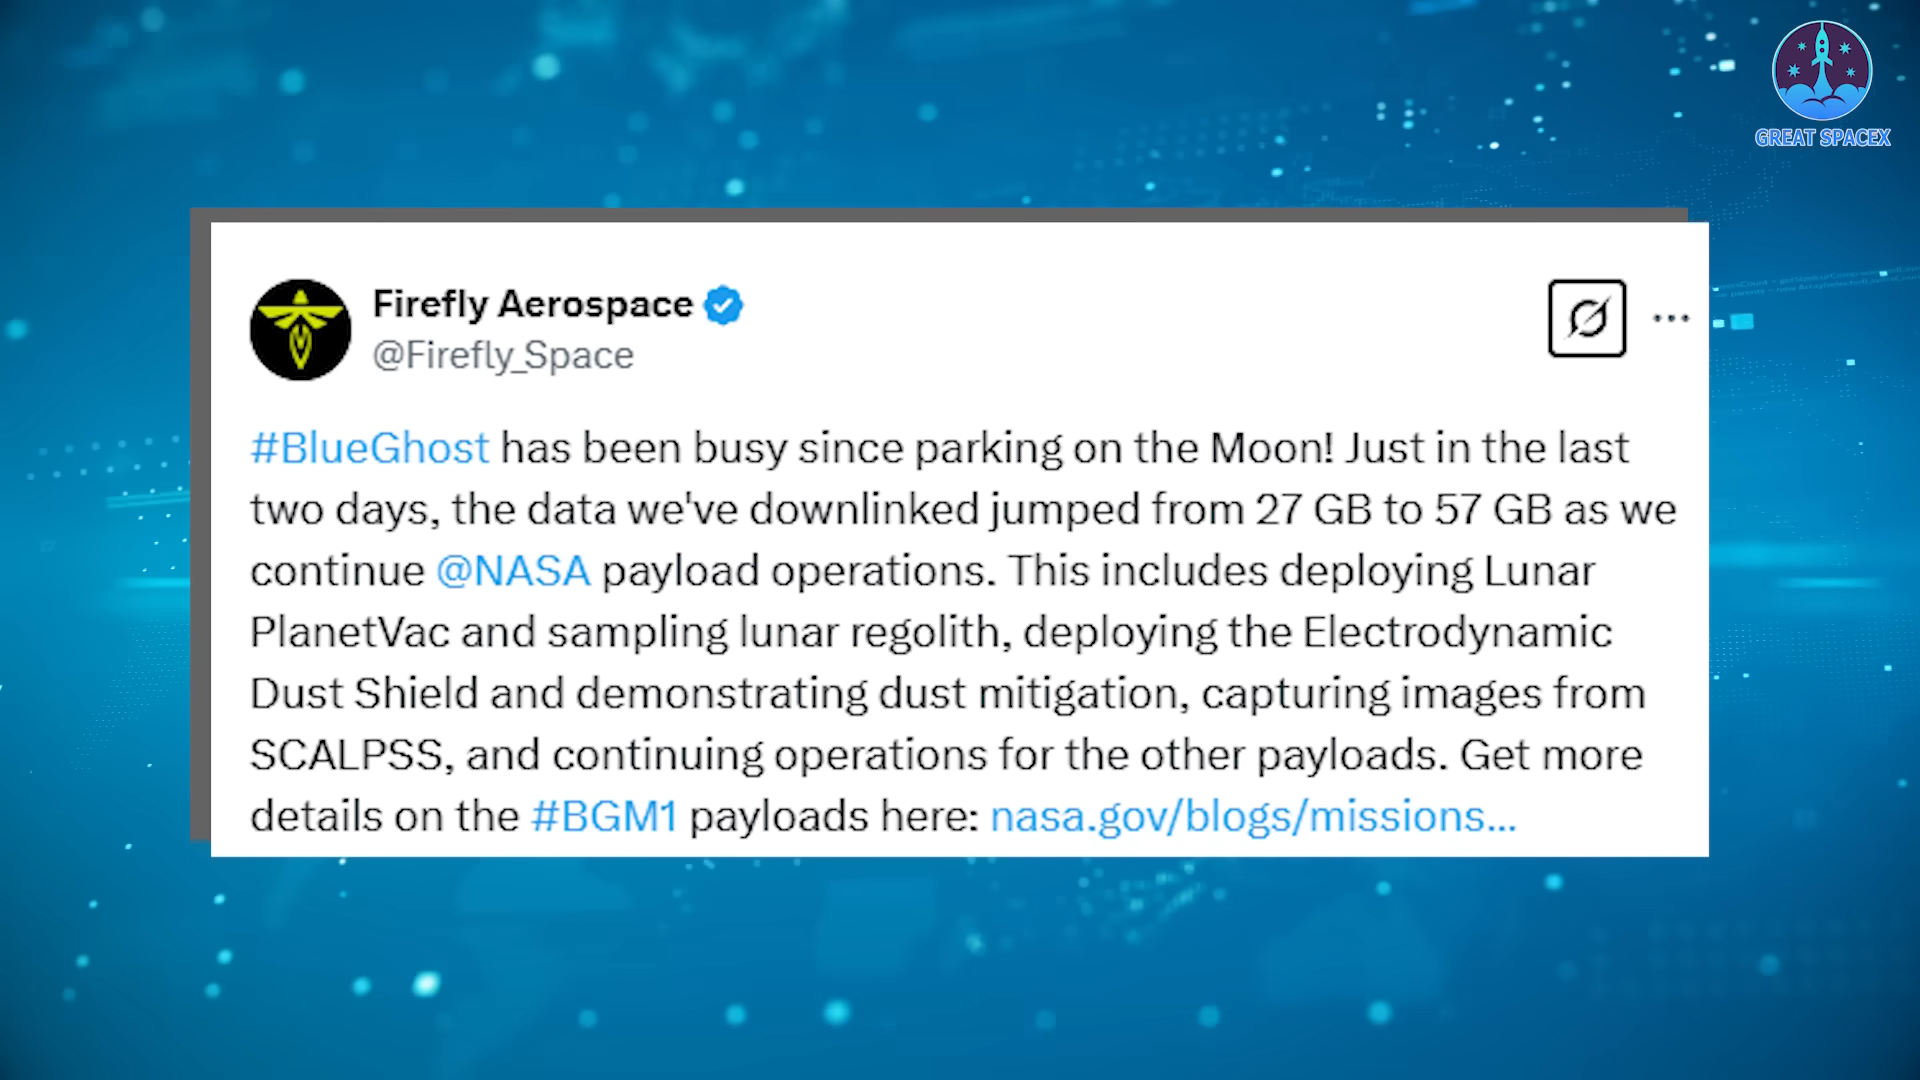 GREAT SPACEX
Firefly Aerospace
@Firefly_Space
#BlueGhost has been busy since parking on the Moon! Just in the last
two days, the data we've downlinked jumped from 27 GB to 57 GB as we
continue @NASA payload operations. This includes deploying Lunar
PlanetVac and sampling lunar regolith, deploying the Electrodynamic
Dust Shield and demonstrating dust mitigation, capturing images from
SCALPSS, and continuing operations for the other payloads. Get more
details on the #BGM1 payloads here: nasa.gov/blogs/missions...